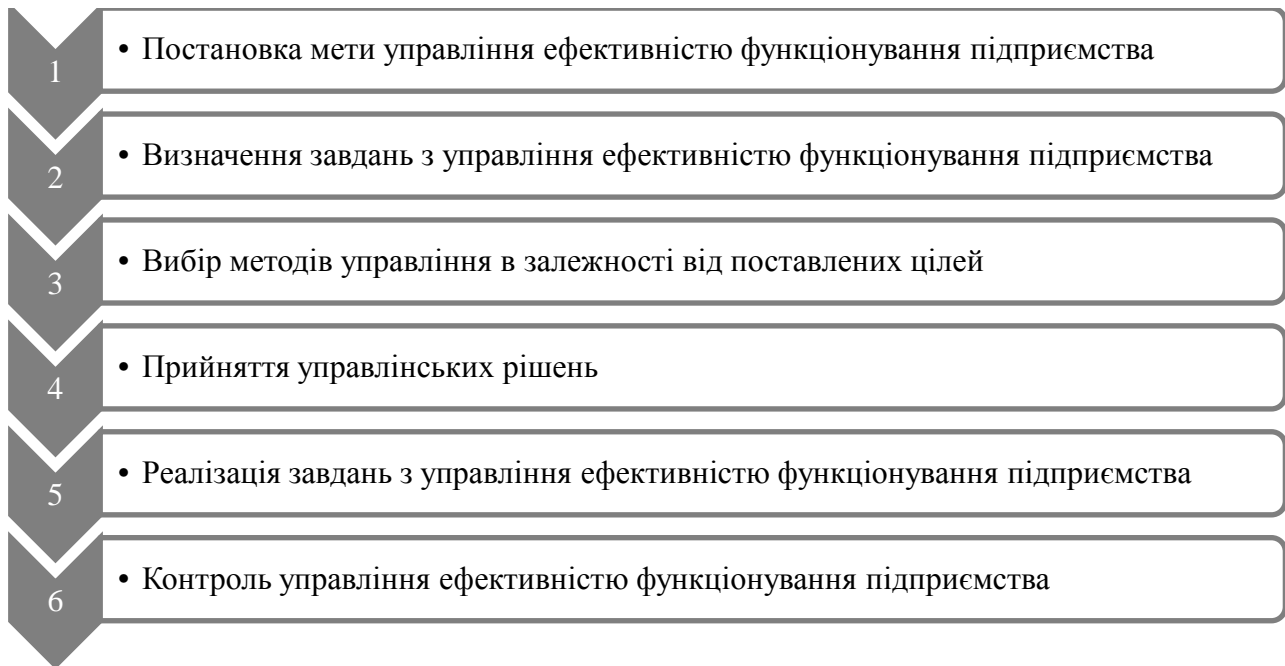 1
• Постановка мети управління ефективністю функціонування підприємства
2
• Визначення завдань з управління ефективністю функціонування підприємства
3
• Вибір методів управління в залежності від поставлених цілей
4
• Прийняття управлінських рішень
5
• Реалізація завдань з управління ефективністю функціонування підприємства
6
• Контроль управління ефективністю функціонування підприємства